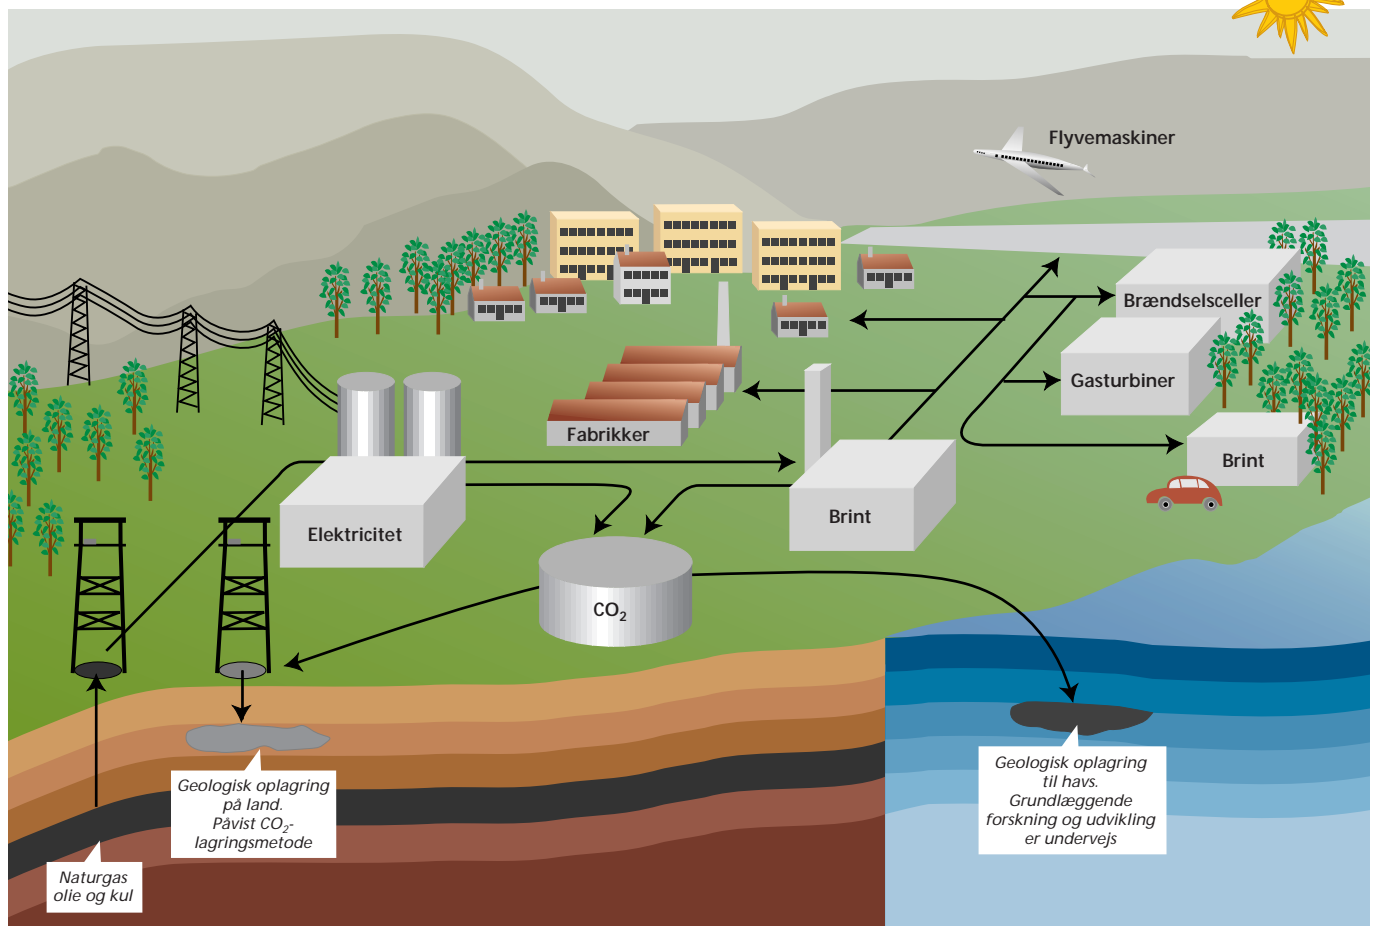 Flyvemaskiner
Brændselsceller
Gasturbiner
Fabrikker
Brint
Elektricitet
Brint
CO₂
Geologisk oplagring
på land.
Påvist CO₂-
lagringsmetode
Geologisk oplagring
til havs.
Grundlæggende
forskning og udvikling
er undervejs
Naturgas
olie og kul